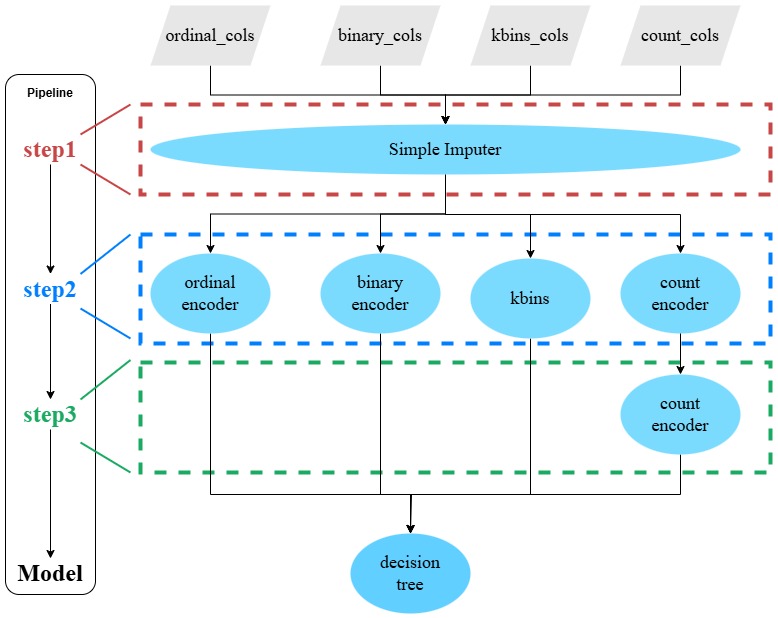 ordinal_cols
binary_cols
kbins_cols
count_cols
Pipeline
step1
Simple Imputer
step2
ordinal
encoder
binary
encoder
kbins
count
encoder
step3
count
encoder
Model
decision
tree